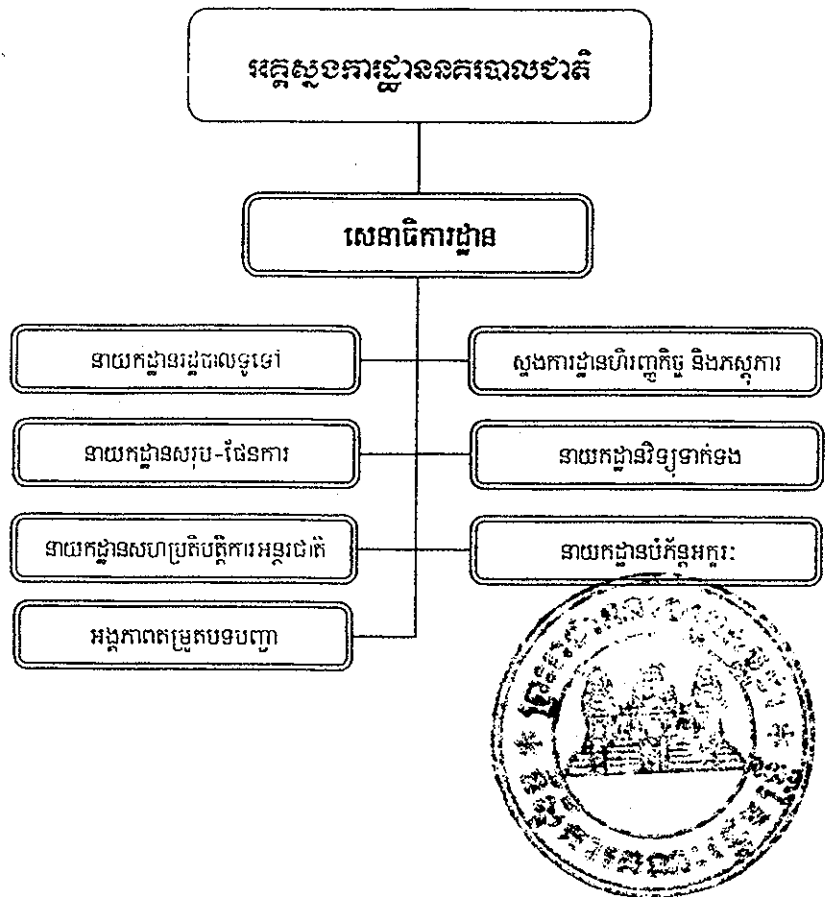 អគ្គស្នងការដ្ឋាននគរបាលជាតិ
សេនាធិការដ្ឋាន
នាយកដ្ឋានរដ្ឋបាលទូទៅ
ស្នងការដ្ឋានហិរញ្ញកិច្ច និងភស្តុភារ
នាយកដ្ឋានសរុប-ផែនការ
នាយកដ្ឋានវិទ្យុទាក់ទង
នាយកដ្ឋានសហប្រតិបត្តិការអន្តរជាតិ
នាយកដ្ឋានបំភ័ន្តអក្ខរៈ
អង្គភាពតម្រួតបទបញ្ជា